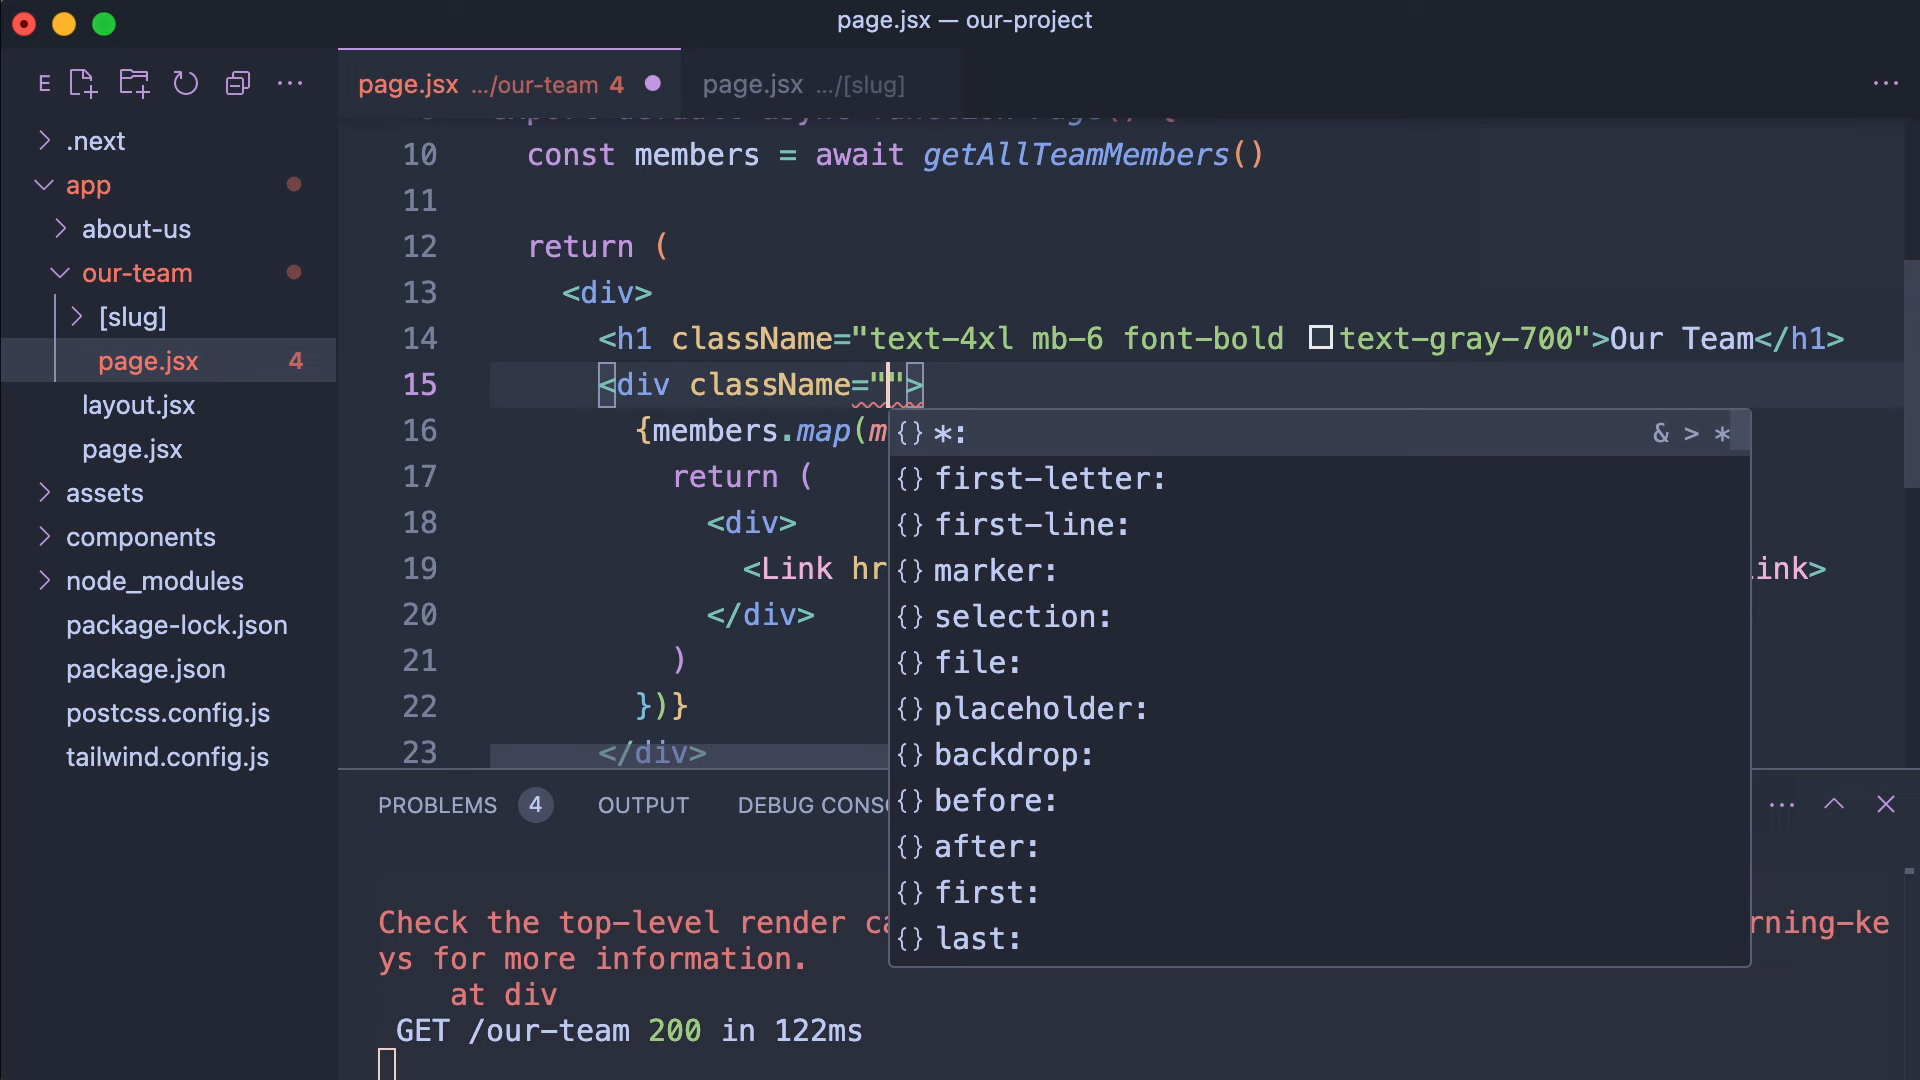 page.jsx — our-project
E
.next
app
about-us
our-team
[slug]
page.jsx 4
layout.jsx
page.jsx
assets
components
node_modules
package-lock.json
package.json
postcss.config.js
tailwind.config.js
page.jsx .../our-team 4
page.jsx .../[slug]
export default async function Page() {
10 const members = await getAllTeamMembers()
11
12 return (
13 <div>
14 <h1 className="text-4xl mb-6 font-bold text-gray-700">Our Team</h1>
15 <div className="">
16 {members.map(m
17 return (
18 <div>
19 <Link hr ink>
20 </div>
21 )
22 })}
23 </div>
{} *: & > *
{} first-letter:
{} first-line:
{} marker:
{} selection:
{} file:
{} placeholder:
{} backdrop:
{} before:
{} after:
{} first:
{} last:
PROBLEMS 4 OUTPUT DEBUG CONSO
Check the top-level render ca rning-ke
ys for more information.
at div
GET /our-team 200 in 122ms